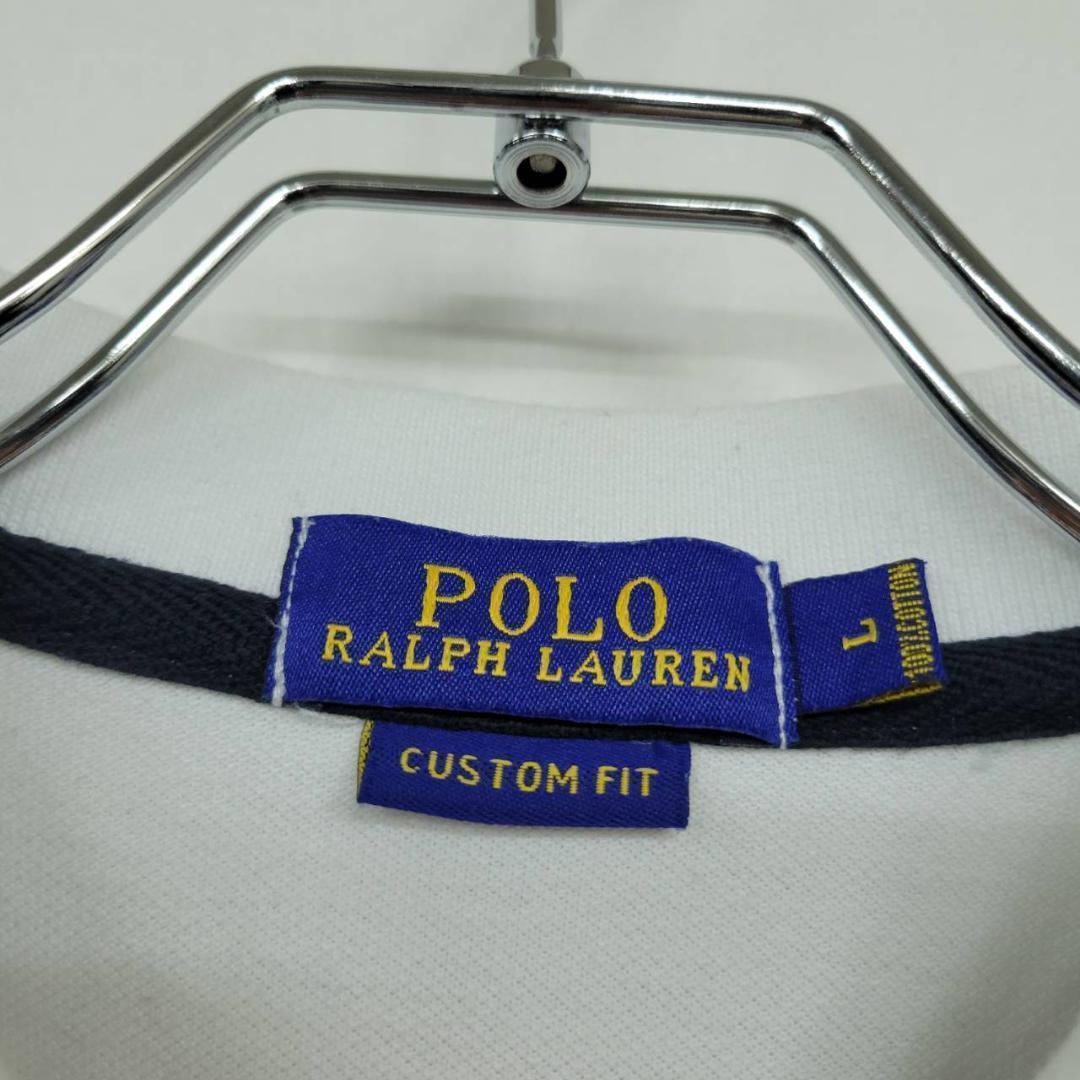 POLO
RALPH LAUREN
L
100%COTTON
CUSTOM FIT